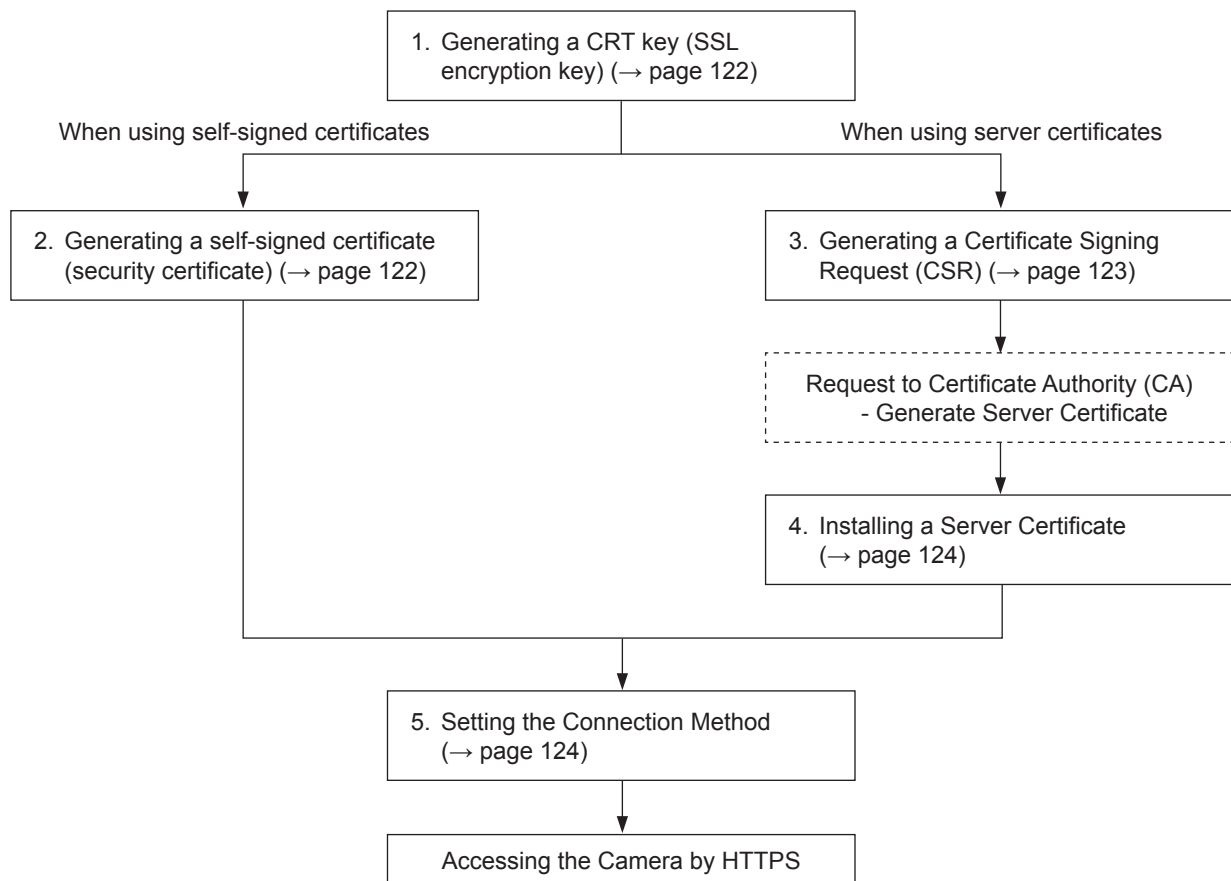 1. Generating a CRT key (SSL
encryption key) (→ page 122)
When using self-signed certificates
When using server certificates
2. Generating a self-signed certificate
(security certificate) (→ page 122)
3. Generating a Certificate Signing
Request (CSR) (→ page 123)
Request to Certificate Authority (CA)
- Generate Server Certificate
4. Installing a Server Certificate
(→ page 124)
5. Setting the Connection Method
(→ page 124)
Accessing the Camera by HTTPS